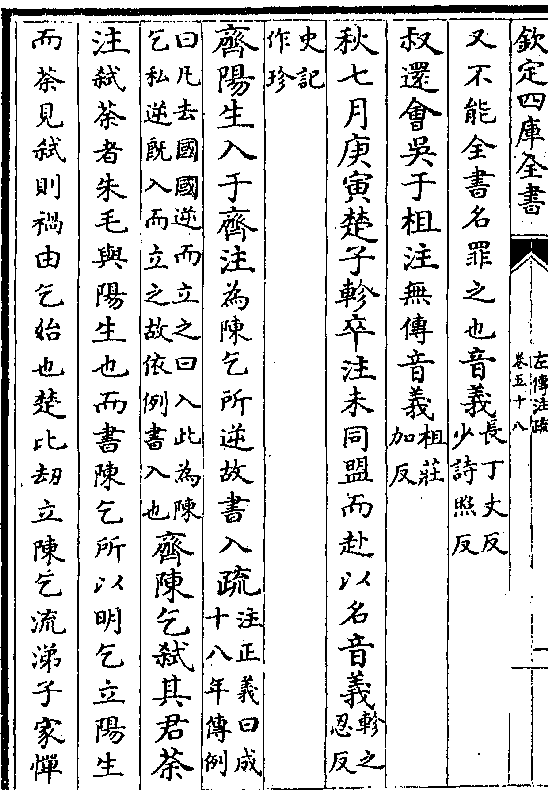 欽定四庫全書
左傳注疏
卷五十八
一
又不能全書名罪之也音義長丁丈反
少詩照反
叔還會吳于柤注無傳音義柤莊
加反
秋七月庚寅楚子軫卒注未同盟而赴以名音義軫之
忍反
史記
作珍
齊陽生入于齊注為陳乞所逆故書入疏注正義曰成
十八年傳例
曰凡去國國逆而立之曰入此為陳
乞私逆既入而立之故依例書入也齊陳乞弑其君荼
注弑荼者朱毛與陽生也而書陳乞所以明乞立陽生
而荼見弑則禍由乞始也楚比劫立陳乞流涕子家憚